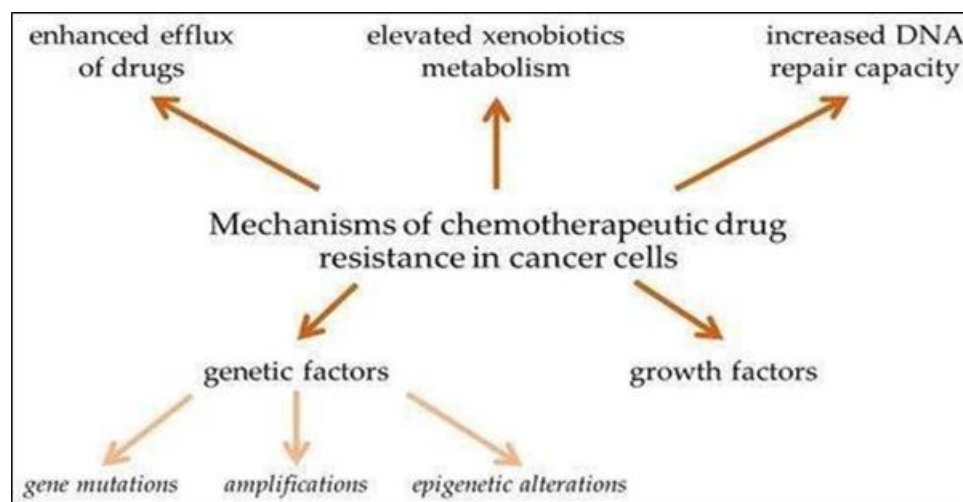 enhanced efflux
of drugs
elevated xenobiotics
metabolism
increased DNA
repair capacity
Mechanisms of chemotherapeutic drug
resistance in cancer cells
genetic factors
growth factors
gene mutations
amplifications
epigenetic alterations